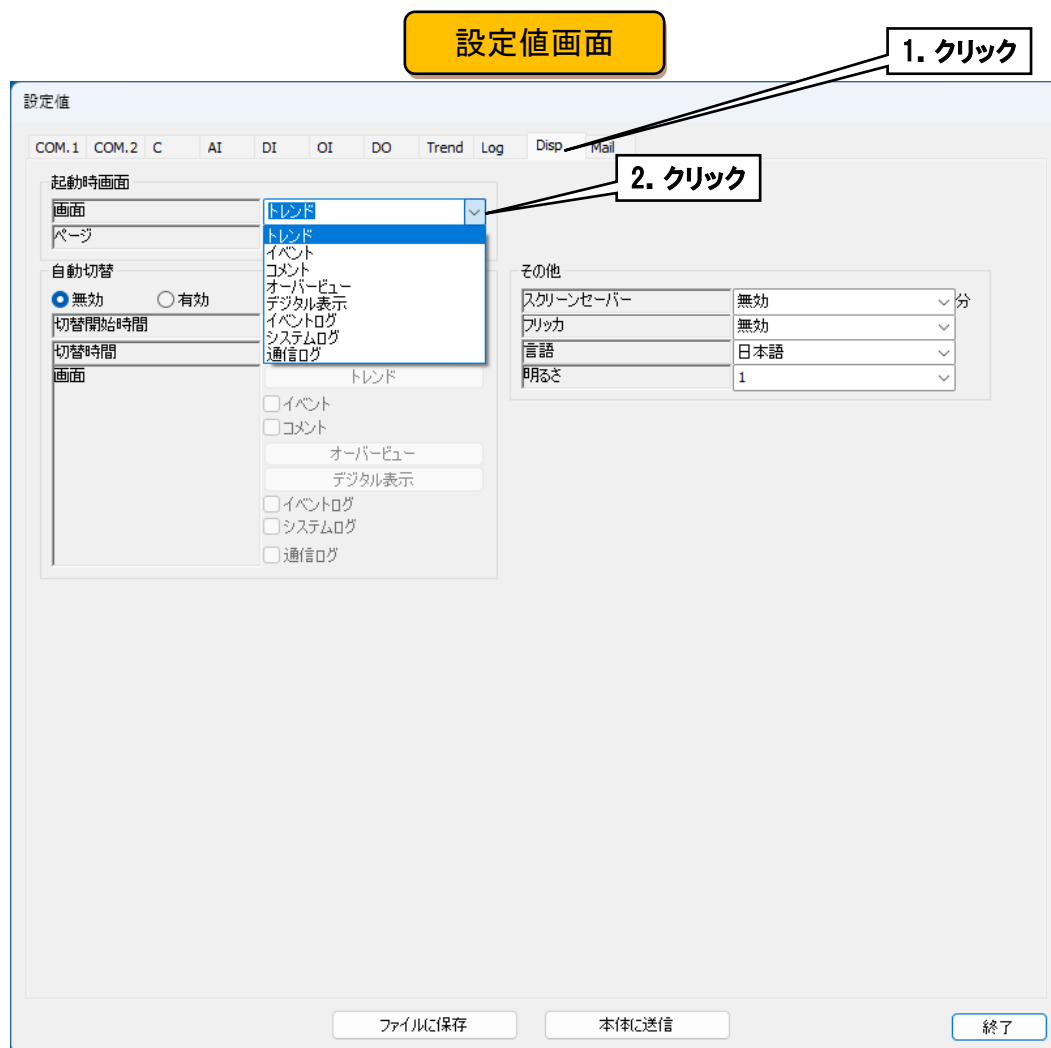 設定値画面
1. クリック
設定値
COM.1 COM.2 C AI DI OI DO Trend Log Disp. Mail
2. クリック
起動時画面
画面 トレンド
ページ
トレンド
イベント
コメント
オーバービュー
デジタル表示
イベントログ
システムログ
通信ログ
自動切替
無効 有効
切替開始時間
切替時間
画面
トレンド
イベント
コメント
オーバービュー
デジタル表示
イベントログ
システムログ
通信ログ
その他
スクリーンセーバー 無効 分
フリッカ 無効
言語 日本語
明るさ 1
ファイルに保存 本体に送信 終了